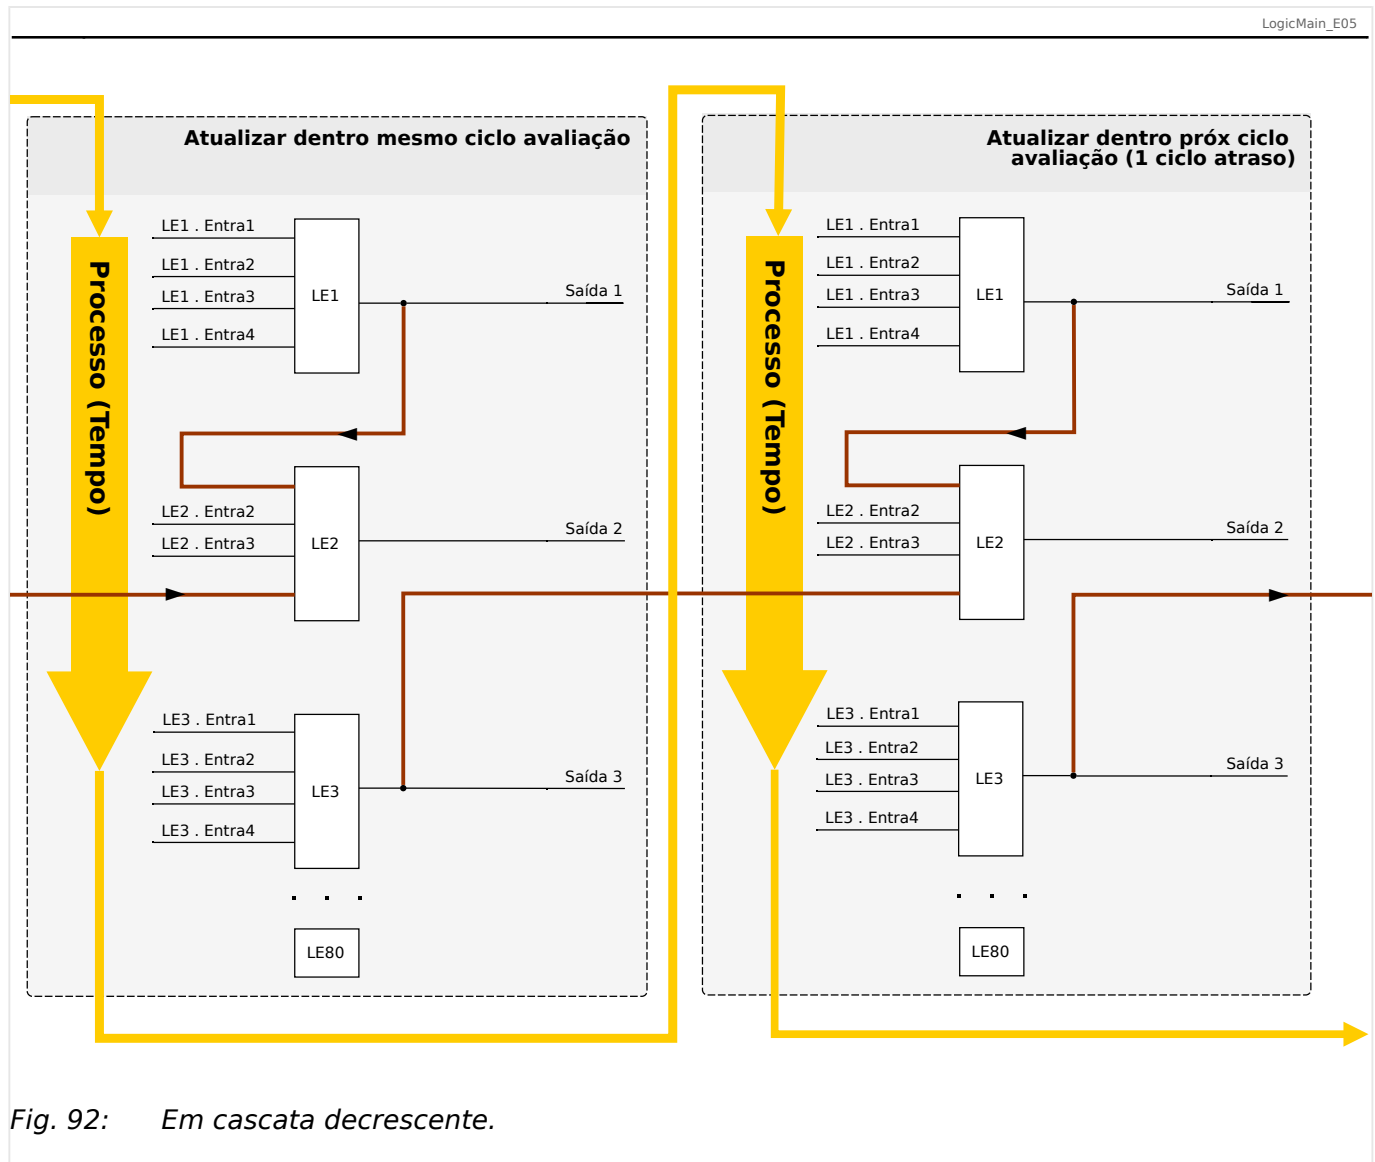 LogicMain_E05
Atualizar dentro mesmo ciclo avaliação
Processo (Tempo)
LE1 . Entra1
LE1 . Entra2
LE1 . Entra3
LE1 . Entra4
LE1
Saída 1
LE2 . Entra2
LE2 . Entra3
LE2
Saída 2
LE3 . Entra1
LE3 . Entra2
LE3 . Entra3
LE3 . Entra4
LE3
Saída 3
. . .
LE80
Atualizar dentro próx ciclo
avaliação (1 ciclo atraso)
Processo (Tempo)
LE1 . Entra1
LE1 . Entra2
LE1 . Entra3
LE1 . Entra4
LE1
Saída 1
LE2 . Entra2
LE2 . Entra3
LE2
Saída 2
LE3 . Entra1
LE3 . Entra2
LE3 . Entra3
LE3 . Entra4
LE3
Saída 3
. . .
LE80
Fig. 92: Em cascata decrescente.